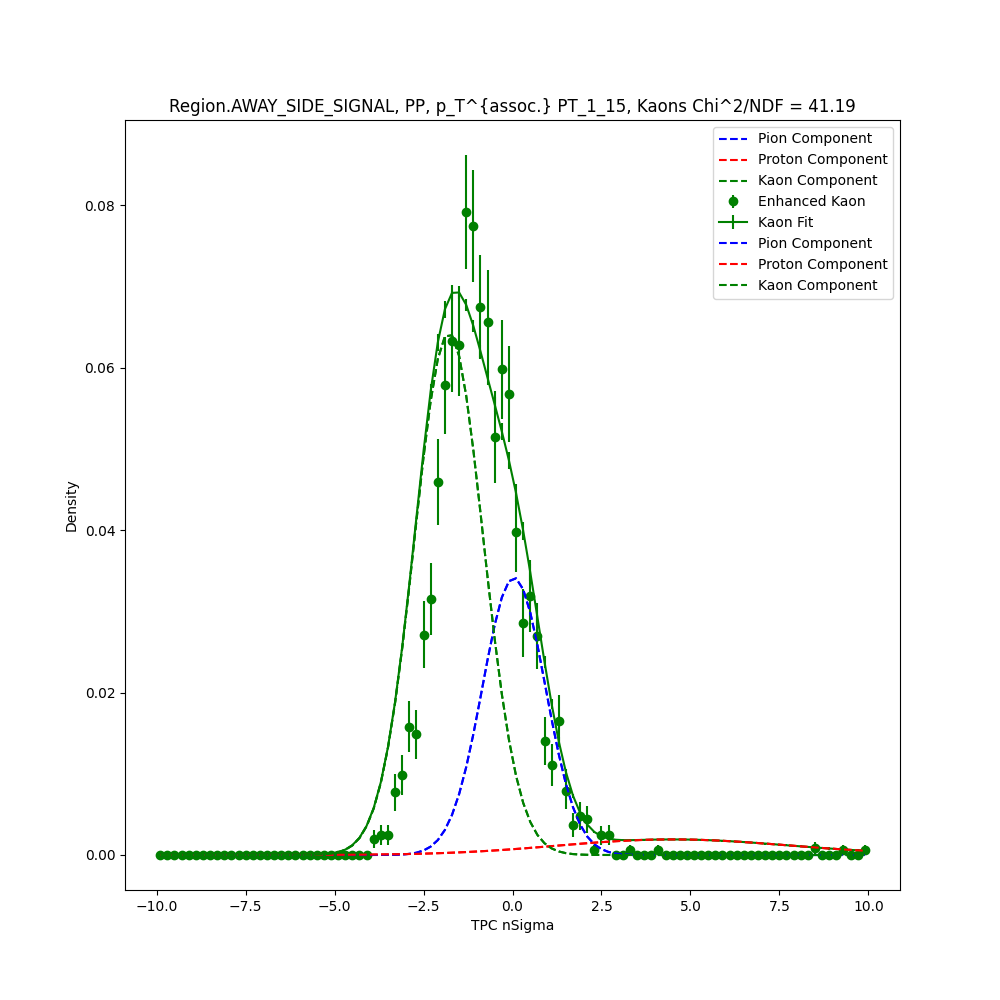 Region.AWAY_SIDE_SIGNAL, PP, p_T^{assoc.} PT_1_15, Kaons Chi^2/NDF = 41.19
Pion Component
Proton Component
Kaon Component
Enhanced Kaon
Kaon Fit
Pion Component
Proton Component
Kaon Component
0.08
0.06
0.04
0.02
0.00
Density
−10.0 −7.5 −5.0 −2.5 0.0 2.5 5.0 7.5 10.0
TPC nSigma